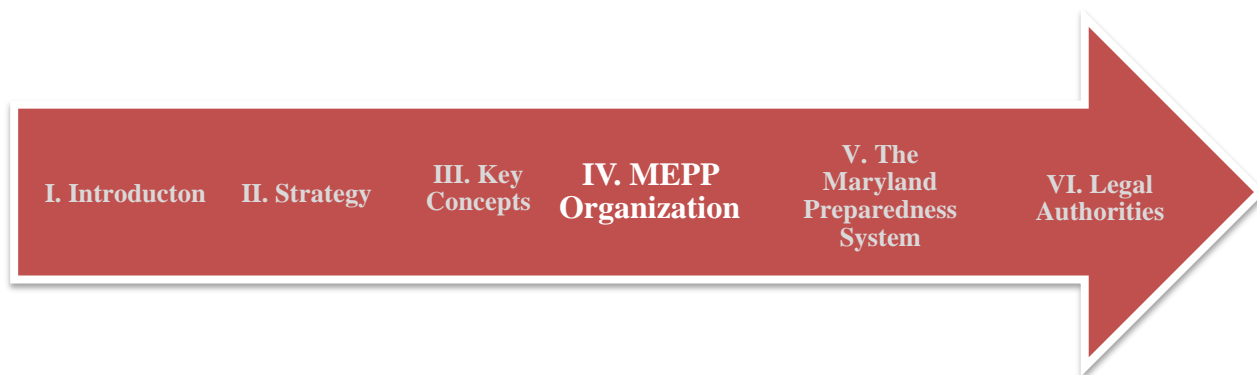 I. Introducton
II. Strategy
III. Key
Concepts
IV. MEPP
Organization
V. The
Maryland
Preparedness
System
VI. Legal
Authorities